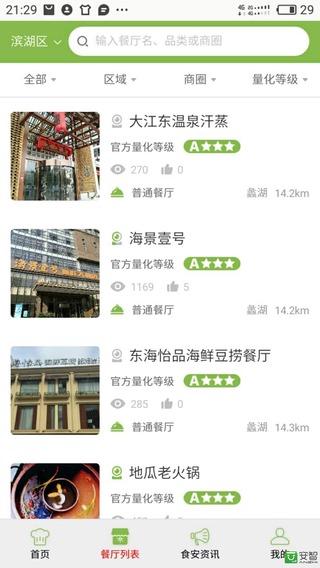 21:29
21:29
滨湖区
输入餐厅名、品类或商圈
全部
区域
商圈
量化等级
大江东温泉汗蒸
官方量化等级 A★★★
270 0
普通餐厅 蠡湖 14.2km
海景壹号
官方量化等级 A★★★
1169 5
普通餐厅 蠡湖 14.2km
东海怡品海鲜豆捞餐厅
官方量化等级 A★★★
285 0
普通餐厅 蠡湖 14.3km
地瓜老火锅
官方量化等级 A★★★
首页
餐厅列表
食安资讯
我的
安智